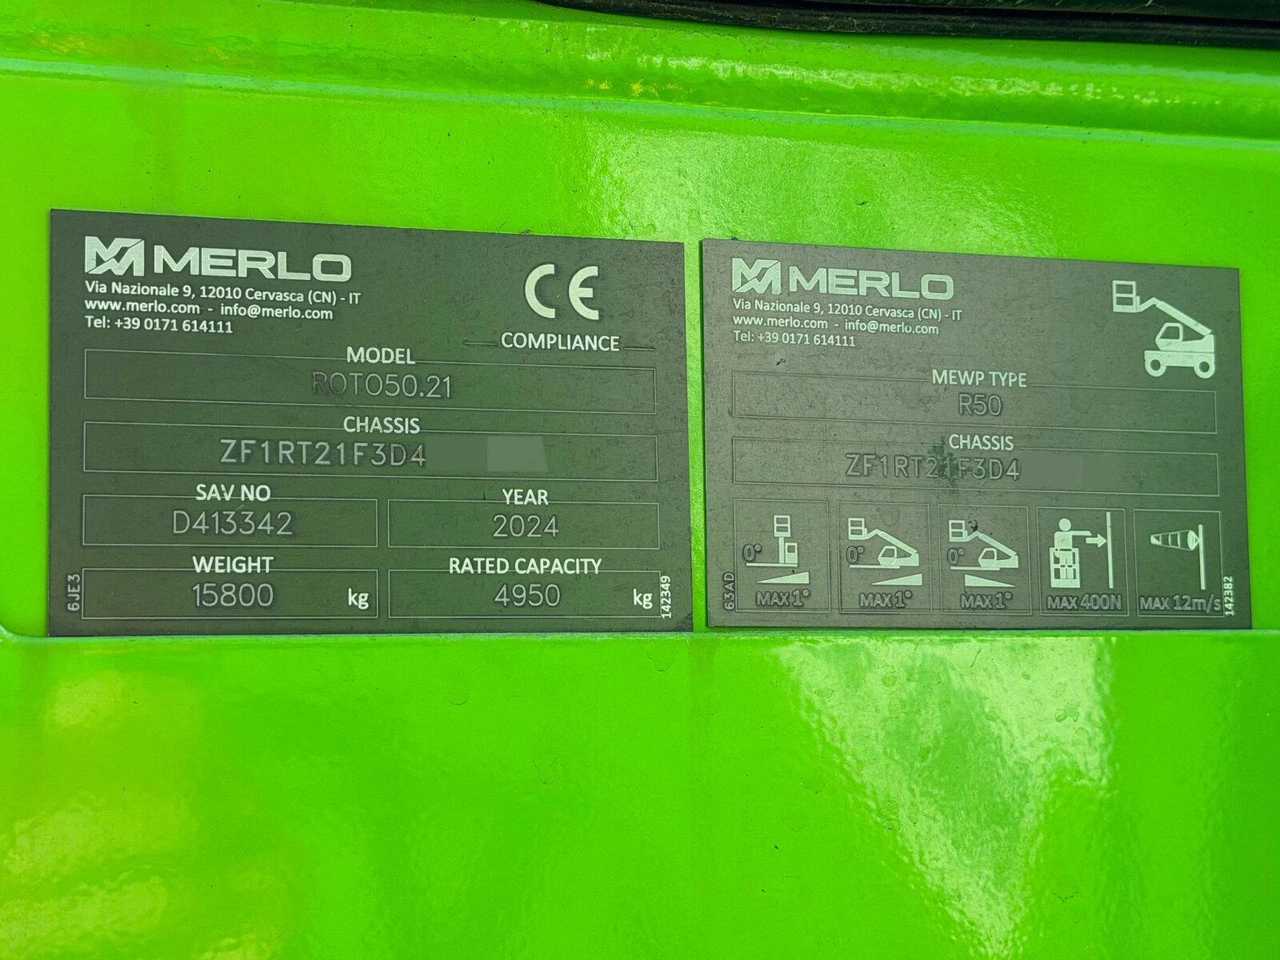 MERLO
Via Nazionale 9, 12010 Cervasca (CN) - IT
www.merlo.com - info@merlo.com
Tel: +39 0171 614111
CE
COMPLIANCE
MODEL
ROTO50.21
CHASSIS
ZF1RT21F3D4
SAV NO
D413342
YEAR
2024
WEIGHT
15800 kg
RATED CAPACITY
4950 kg
6JE3
142349
MERLO
Via Nazionale 9, 12010 Cervasca (CN) - IT
www.merlo.com - info@merlo.com
Tel: +39 0171 614111
MEWP TYPE
R50
CHASSIS
ZF1RT21F3D4
0°
MAX 1°
0°
MAX 1°
0°
MAX 1°
MAX 400N
MAX 12m/s
63AD
142382